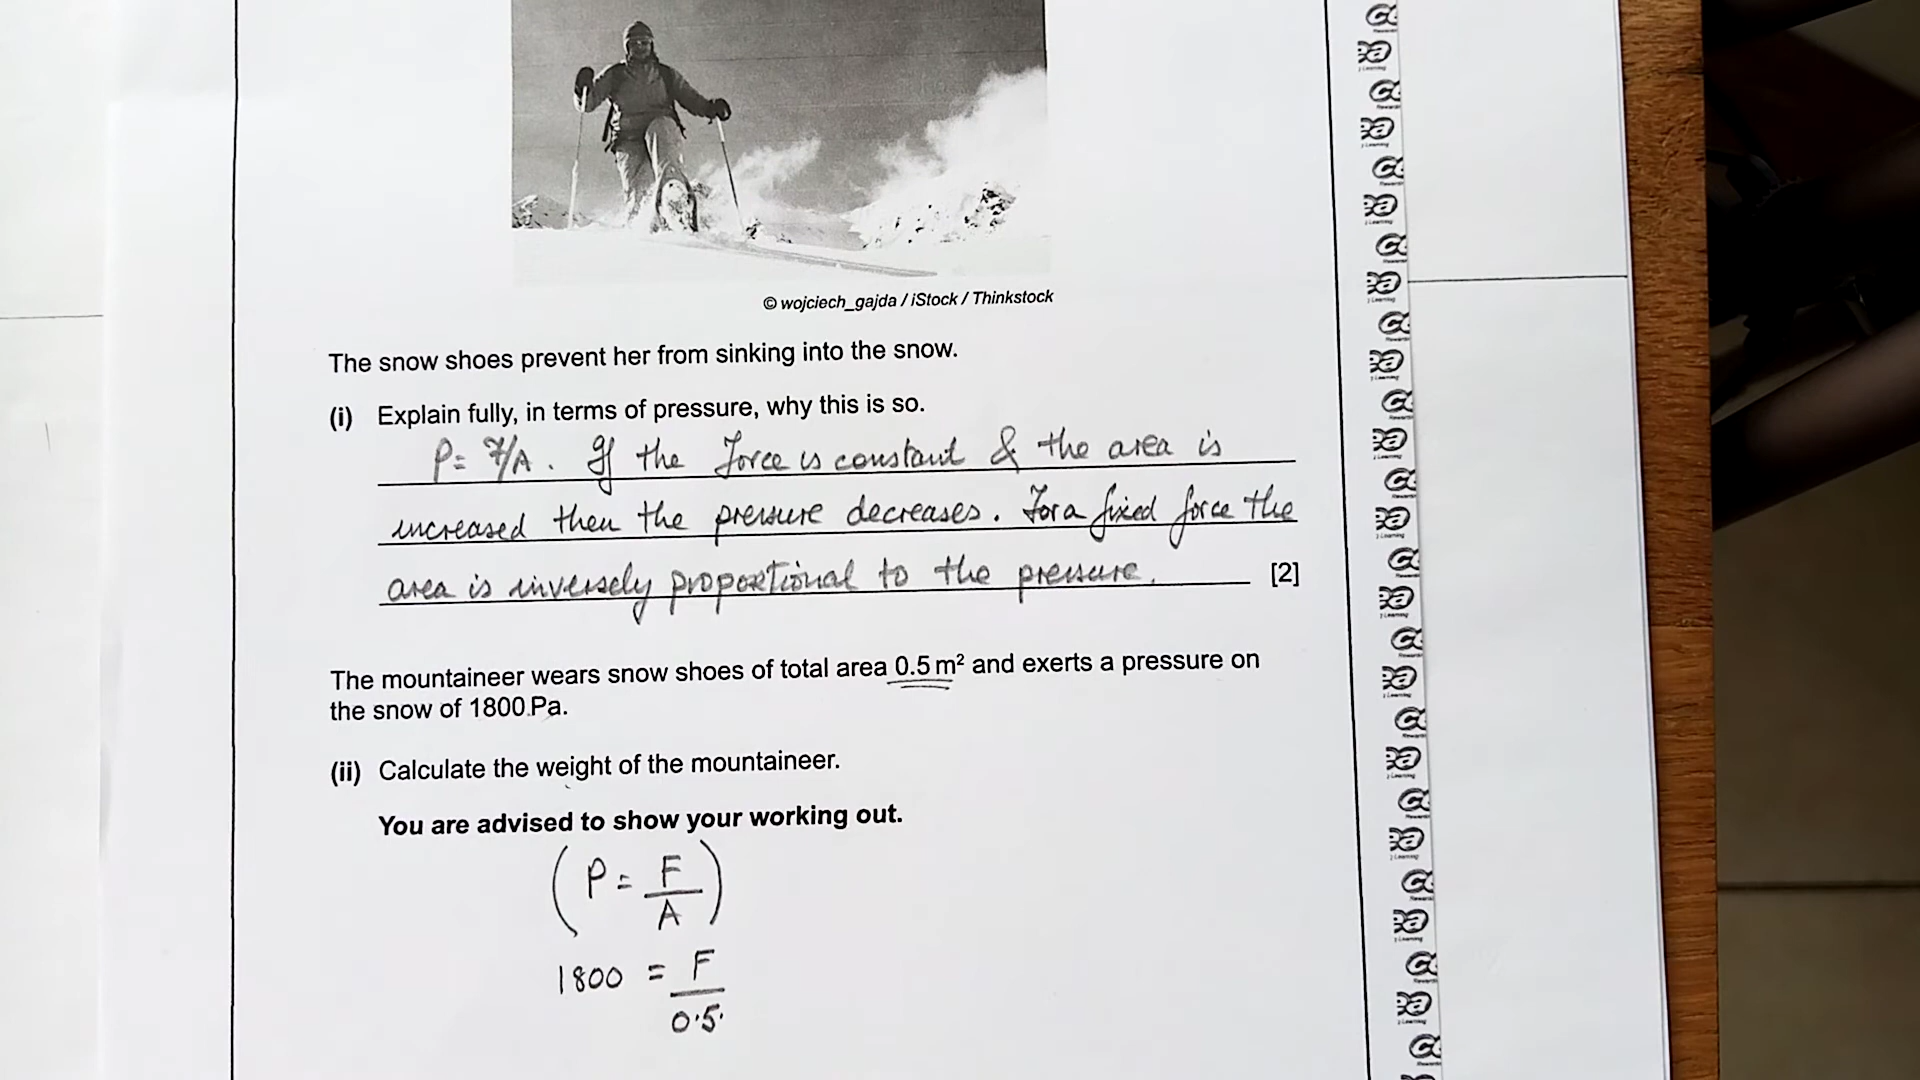 © wojciech_gajda / iStock / Thinkstock
The snow shoes prevent her from sinking into the snow.
(i) Explain fully, in terms of pressure, why this is so.
P= F/A. If the Force is constant & the area is
increased then the pressure decreases. For a fixed force the
area is inversely proportional to the pressure. [2]
The mountaineer wears snow shoes of total area 0.5 m² and exerts a pressure on
the snow of 1800 Pa.
(ii) Calculate the weight of the mountaineer.
You are advised to show your working out.
(P = F/A)
1800 = F/0.5